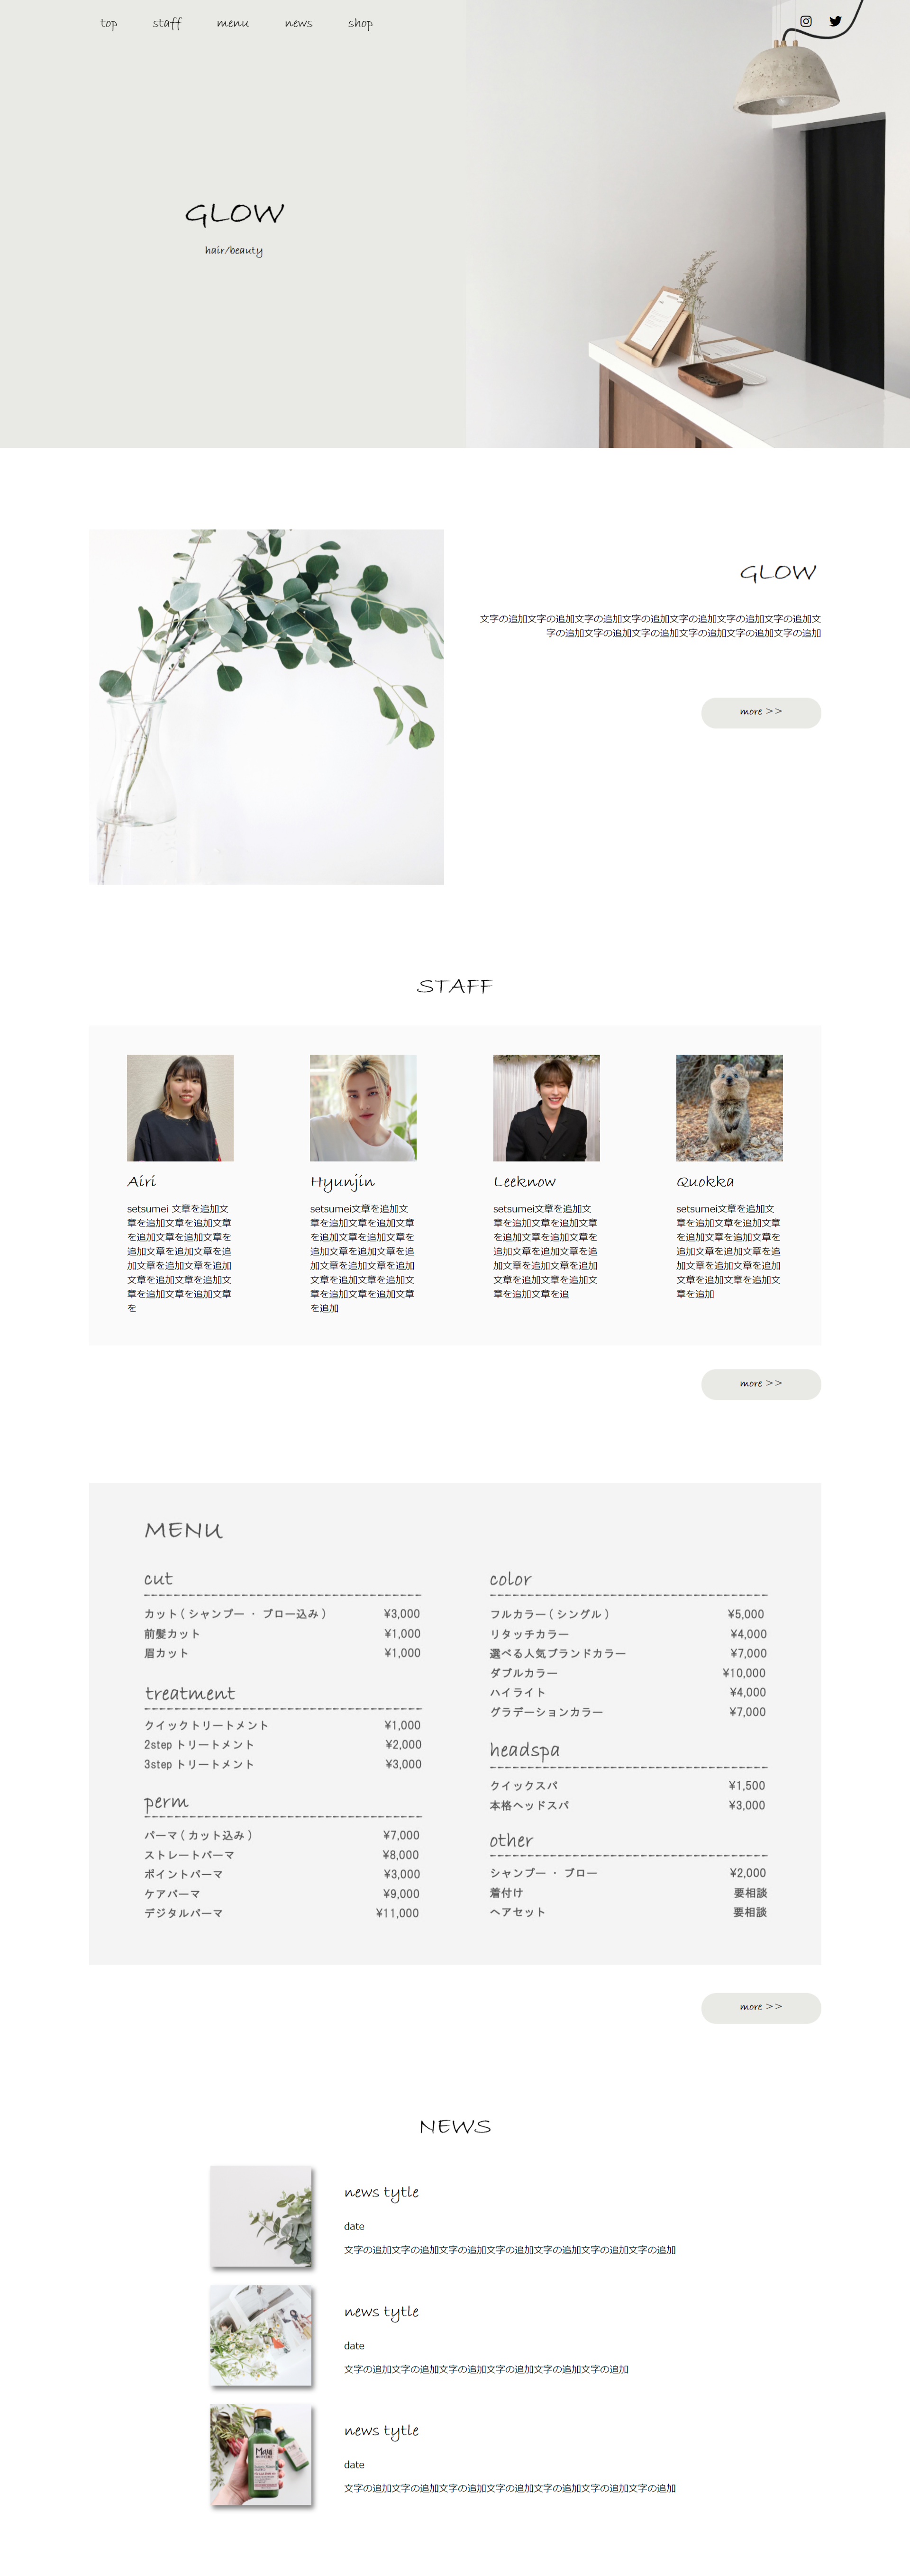 top staff menu news shop
GLOW
hair/beauty
GLOW
文字の追加文字の追加文字の追加文字の追加文字の追加文字の追加文字の追加文
字の追加文字の追加文字の追加文字の追加文字の追加文字の追加
more >>
STAFF
Airi
setsumei 文章を追加文
章を追加文章を追加文章
を追加文章を追加文章を
追加文章を追加文章を追
加文章を追加文章を追加
文章を追加文章を追加文
章を追加文章を追加文章
を
Hyunjin
setsumei文章を追加文
章を追加文章を追加文章
を追加文章を追加文章を
追加文章を追加文章を追
加文章を追加文章を追加
文章を追加文章を追加文
章を追加文章を追加文章
を追加
Leeknow
setsumei文章を追加文
章を追加文章を追加文章
を追加文章を追加文章を
追加文章を追加文章を追
加文章を追加文章を追加
文章を追加文章を追加文
章を追加文章を追
Quokka
setsumei文章を追加文
章を追加文章を追加文章
を追加文章を追加文章を
追加文章を追加文章を追
加文章を追加文章を追加
文章を追加文章を追加文
章を追加
more >>
MENU
cut
カット ( シャンプー ・ ブロー込み ) ¥3,000
前髪カット ¥1,000
眉カット ¥1,000
treatment
クイックトリートメント ¥1,000
2step トリートメント ¥2,000
3step トリートメント ¥3,000
perm
パーマ ( カット込み ) ¥7,000
ストレートパーマ ¥8,000
ポイントパーマ ¥3,000
ケアパーマ ¥9,000
デジタルパーマ ¥11,000
color
フルカラー ( シングル ) ¥5,000
リタッチカラー ¥4,000
選べる人気ブランドカラー ¥7,000
ダブルカラー ¥10,000
ハイライト ¥4,000
グラデーションカラー ¥7,000
headspa
クイックスパ ¥1,500
本格ヘッドスパ ¥3,000
other
シャンプー ・ ブロー ¥2,000
着付け 要相談
ヘアセット 要相談
more >>
NEWS
news tytle
date
文字の追加文字の追加文字の追加文字の追加文字の追加文字の追加文字の追加
news tytle
date
文字の追加文字の追加文字の追加文字の追加文字の追加文字の追加
news tytle
date
文字の追加文字の追加文字の追加文字の追加文字の追加文字の追加文字の追加